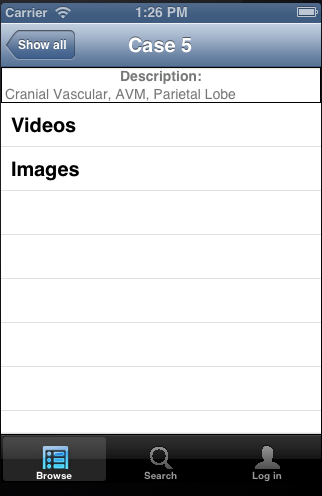 Carrier 1:26 PM
Show all Case 5
Description:
Cranial Vascular, AVM, Parietal Lobe
Videos
Images
Browse Search Log in